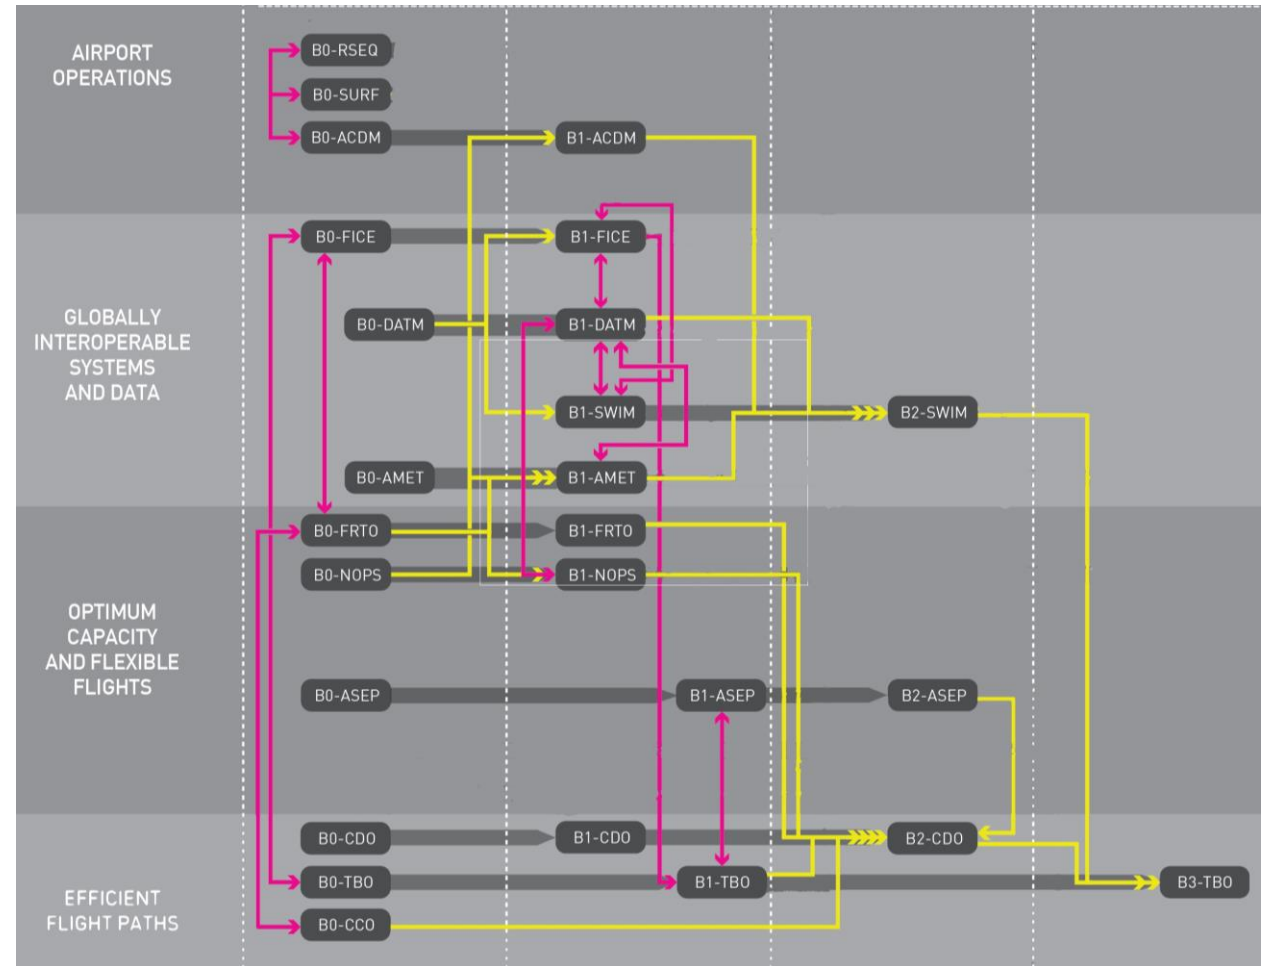 AIRPORT
OPERATIONS
B0-RSEQ
B0-SURF
B0-ACDM
B1-ACDM
GLOBALLY
INTEROPERABLE
SYSTEMS
AND DATA
B0-FICE
B1-FICE
B0-DATM
B1-DATM
B1-SWIM
B2-SWIM
B0-AMET
B1-AMET
OPTIMUM
CAPACITY
AND FLEXIBLE
FLIGHTS
B0-FRTO
B1-FRTO
B0-NOPS
B1-NOPS
B0-ASEP
B1-ASEP
B2-ASEP
EFFICIENT
FLIGHT PATHS
B0-CDO
B1-CDO
B2-CDO
B0-TBO
B1-TBO
B3-TBO
B0-CCO